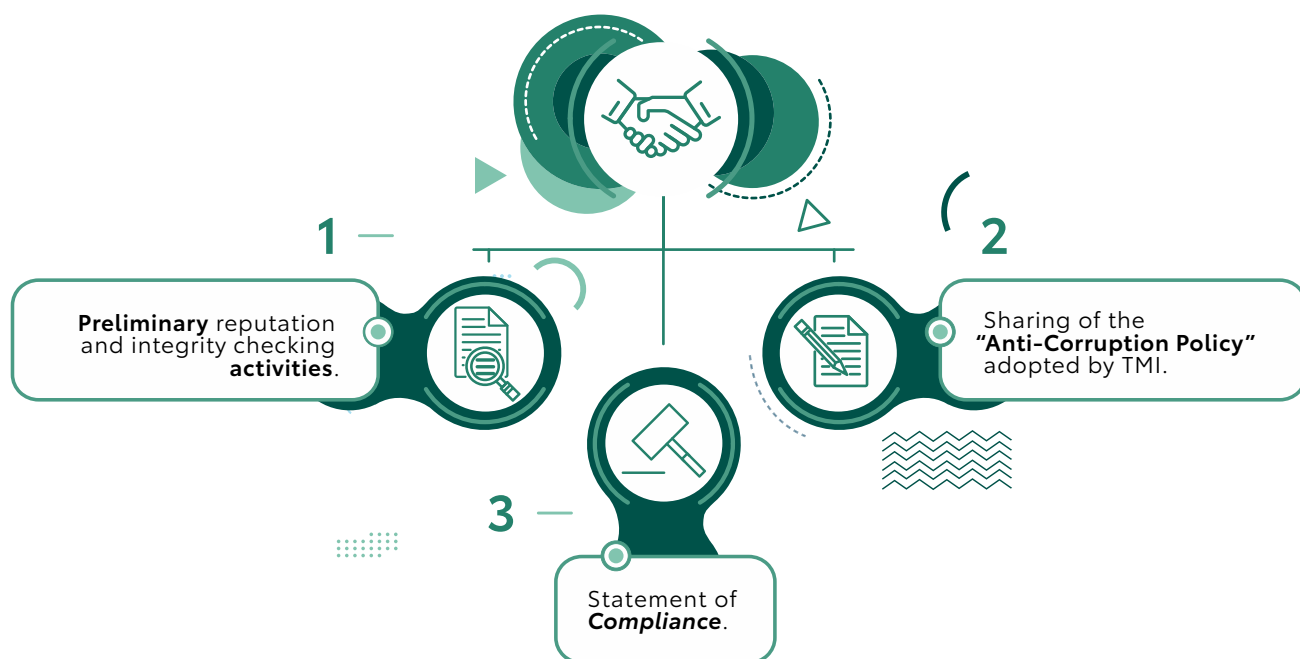 1
Preliminary reputation
and integrity checking
activities.
2
Sharing of the
“Anti-Corruption Policy”
adopted by TMI.
3
Statement of
Compliance.